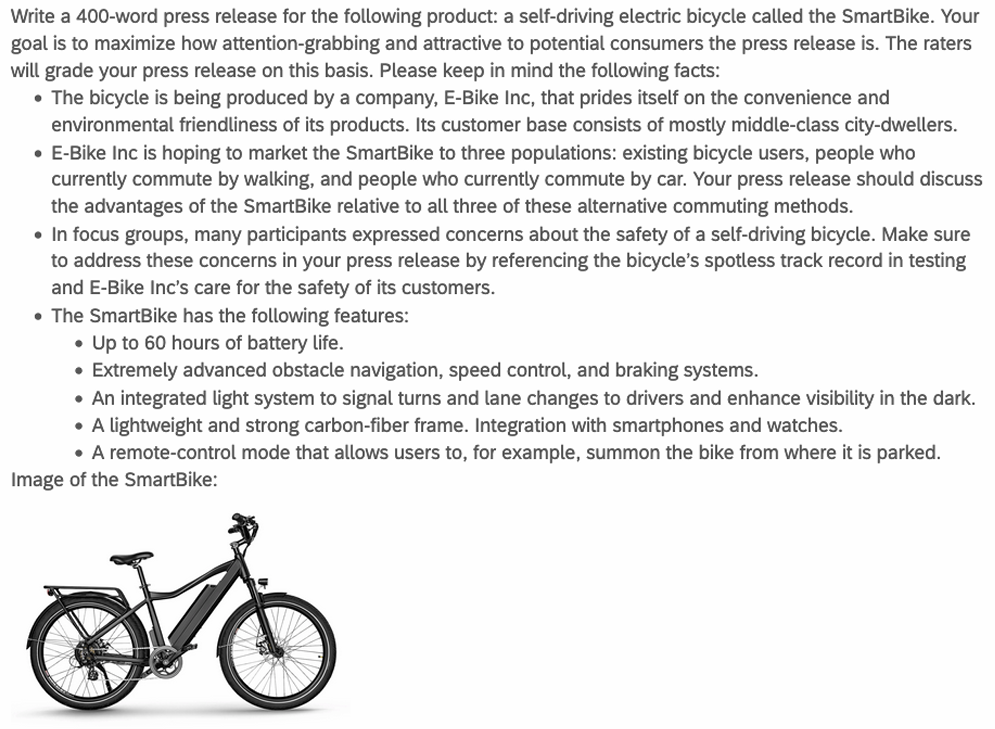 Write a 400-word press release for the following product: a self-driving electric bicycle called the SmartBike. Your
goal is to maximize how attention-grabbing and attractive to potential consumers the press release is. The raters
will grade your press release on this basis. Please keep in mind the following facts:
• The bicycle is being produced by a company, E-Bike Inc, that prides itself on the convenience and
environmental friendliness of its products. Its customer base consists of mostly middle-class city-dwellers.
• E-Bike Inc is hoping to market the SmartBike to three populations: existing bicycle users, people who
currently commute by walking, and people who currently commute by car. Your press release should discuss
the advantages of the SmartBike relative to all three of these alternative commuting methods.
• In focus groups, many participants expressed concerns about the safety of a self-driving bicycle. Make sure
to address these concerns in your press release by referencing the bicycle's spotless track record in testing
and E-Bike Inc's care for the safety of its customers.
• The SmartBike has the following features:
• Up to 60 hours of battery life.
• Extremely advanced obstacle navigation, speed control, and braking systems.
• An integrated light system to signal turns and lane changes to drivers and enhance visibility in the dark.
• A lightweight and strong carbon-fiber frame. Integration with smartphones and watches.
• A remote-control mode that allows users to, for example, summon the bike from where it is parked.
Image of the SmartBike: